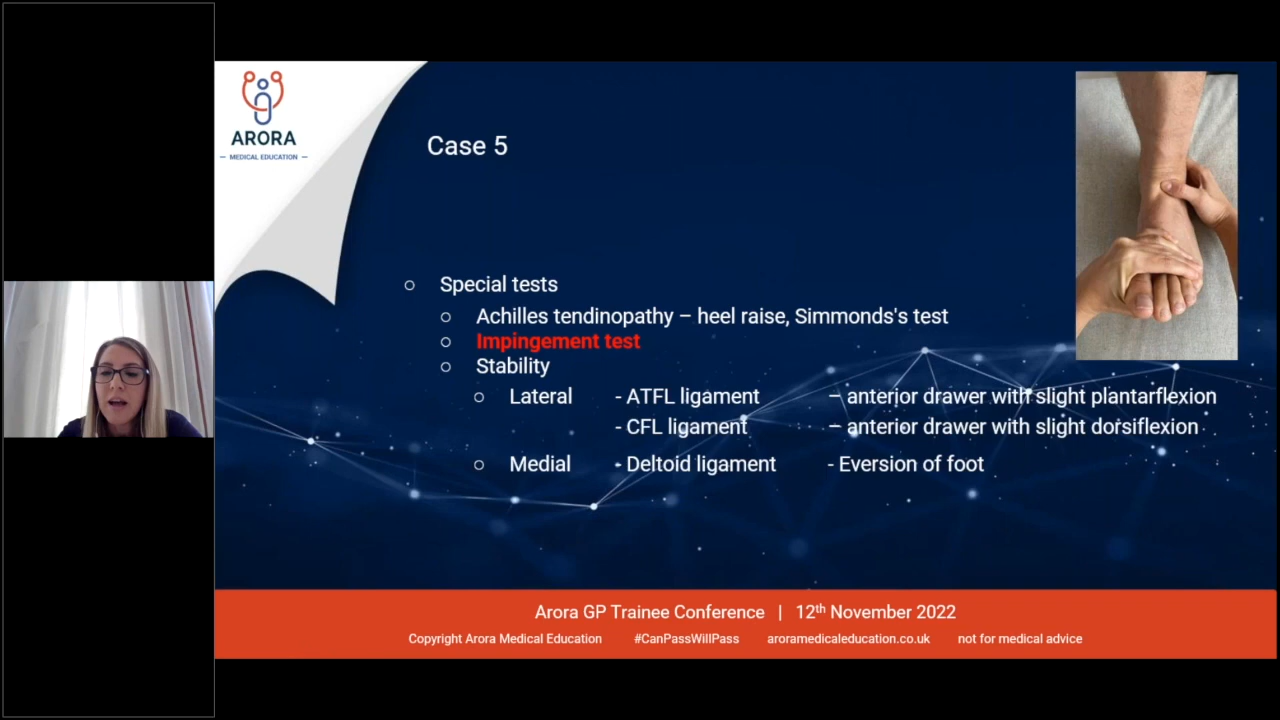 ARORA
— MEDICAL EDUCATION —
Case 5
Special tests
Achilles tendinopathy – heel raise, Simmonds's test
Impingement test
Stability
Lateral - ATFL ligament – anterior drawer with slight plantarflexion
- CFL ligament – anterior drawer with slight dorsiflexion
Medial - Deltoid ligament - Eversion of foot
Arora GP Trainee Conference | 12th November 2022
Copyright Arora Medical Education #CanPassWillPass aroramedicaleducation.co.uk not for medical advice